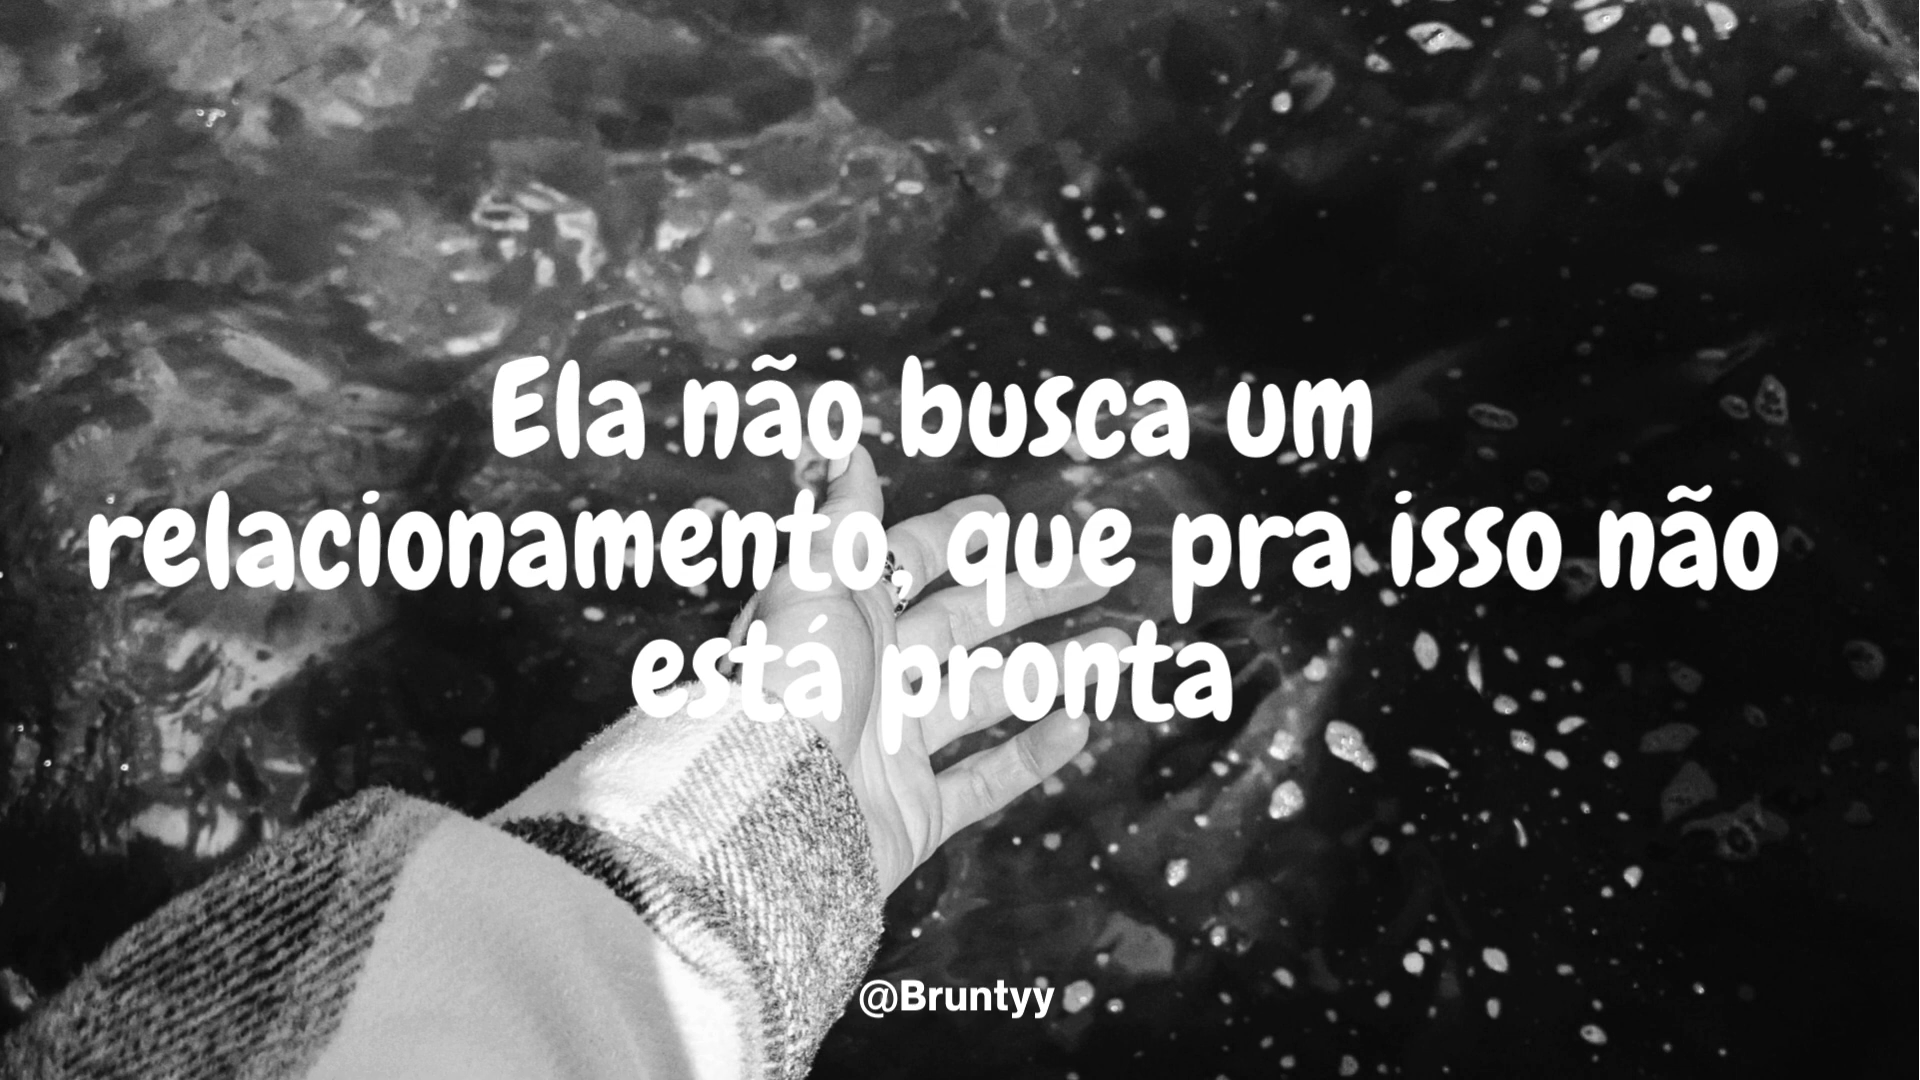 Ela não busca um
relacionamento, que pra isso não
está pronta
@Bruntyy